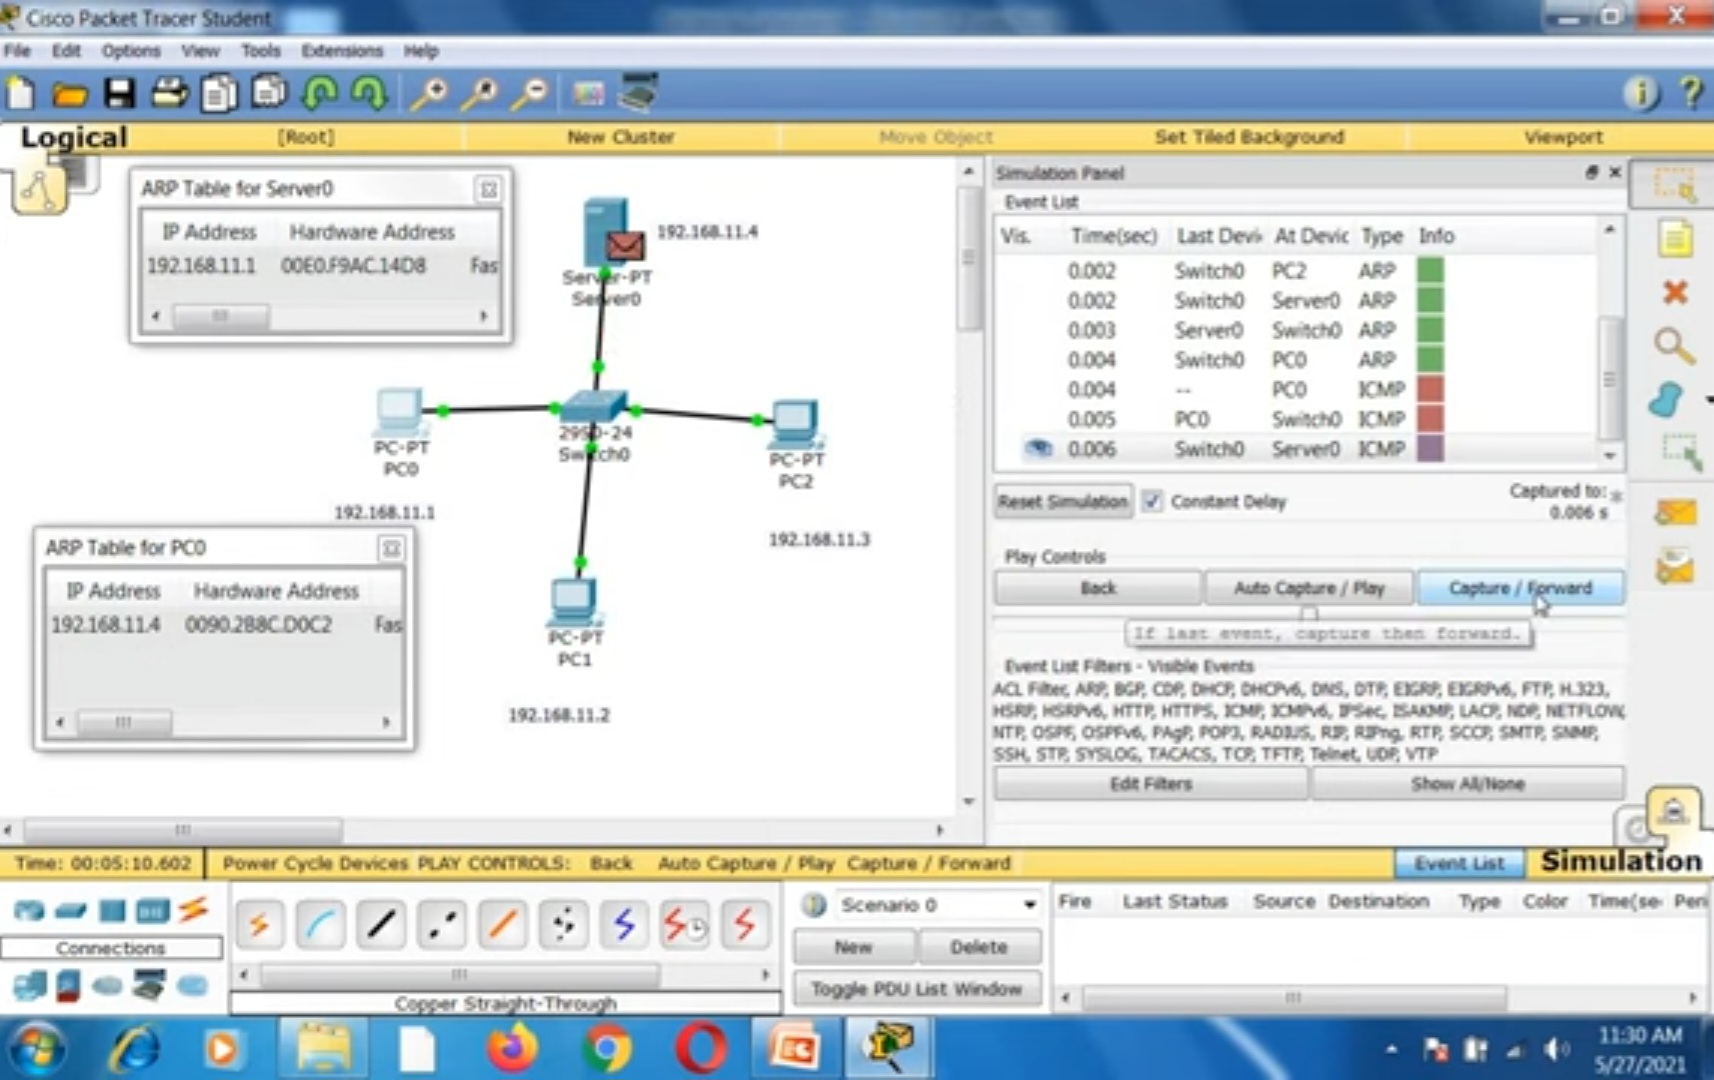 Cisco Packet Tracer Student
File Edit Options View Tools Extensions Help
Logical [Root] New Cluster Move Object Set Tiled Background Viewport
ARP Table for Server0
IP Address Hardware Address
192.168.11.1 00E0.F9AC.14D8 Fas
192.168.11.4
Server-PT
Server0
PC-PT
PC0
192.168.11.1
2950-24
Switch0
PC-PT
PC2
192.168.11.3
ARP Table for PC0
IP Address Hardware Address
192.168.11.4 0090.2B8C.D0C2 Fas
PC-PT
PC1
192.168.11.2
Simulation Panel
Event List
Vis. Time(sec) Last Devi At Devic Type Info
0.002 Switch0 PC2 ARP
0.002 Switch0 Server0 ARP
0.003 Server0 Switch0 ARP
0.004 Switch0 PC0 ARP
0.004 -- PC0 ICMP
0.005 PC0 Switch0 ICMP
0.006 Switch0 Server0 ICMP
Reset Simulation Constant Delay Captured to: *
0.006 s
Play Controls
Back Auto Capture / Play Capture / Forward
If last event, capture then forward.
Event List Filters - Visible Events
ACL Filter, ARP, BGP, CDP, DHCP, DHCPv6, DNS, DTP, EIGRP, EIGRPv6, FTP, H.323,
HSRP, HSRPv6, HTTP, HTTPS, ICMP, ICMPv6, IPSec, ISAKMP, LACP, NDP, NETFLOW,
NTP, OSPF, OSPFv6, PAgP, POP3, RADIUS, RIP, RIPng, RTP, SCCP, SMTP, SNMP,
SSH, STP, SYSLOG, TACACS, TCP, TFTP, Telnet, UDP, VTP
Edit Filters Show All/None
Time: 00:05:10.602 Power Cycle Devices PLAY CONTROLS: Back Auto Capture / Play Capture / Forward Event List Simulation
Connections
Copper Straight-Through
Scenario 0
New Delete
Toggle PDU List Window
Fire Last Status Source Destination Type Color Time(se Peri
11:30 AM
5/27/2021